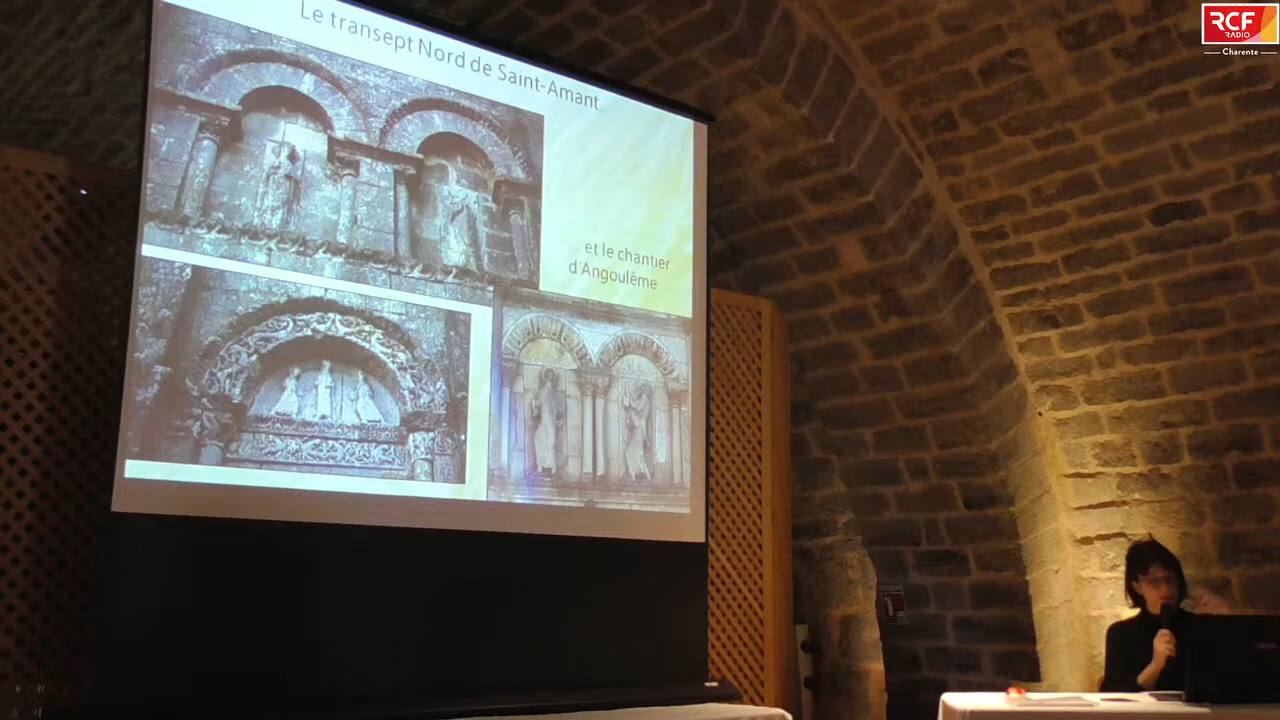 Le transept Nord de Saint-Amant
et le chantier
d'Angoulême
RCF
RADIO
Charente